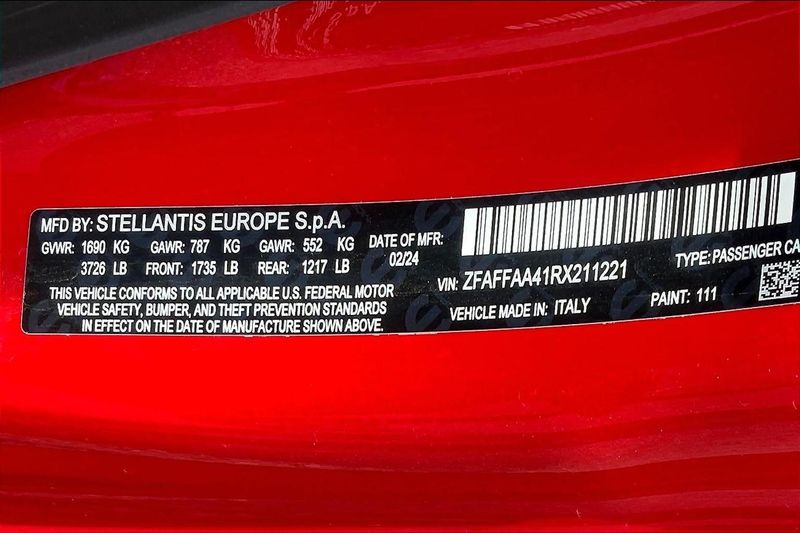 MFD BY: STELLANTIS EUROPE S.p.A.
GVWR: 1690 KG GAWR: 787 KG GAWR: 552 KG
3726 LB FRONT: 1735 LB REAR: 1217 LB
DATE OF MFR:
02/24
THIS VEHICLE CONFORMS TO ALL APPLICABLE U.S. FEDERAL MOTOR
VEHICLE SAFETY, BUMPER, AND THEFT PREVENTION STANDARDS
IN EFFECT ON THE DATE OF MANUFACTURE SHOWN ABOVE.
VIN: ZFAFFAA41RX211221
TYPE: PASSENGER CA
VEHICLE MADE IN: ITALY
PAINT: 111